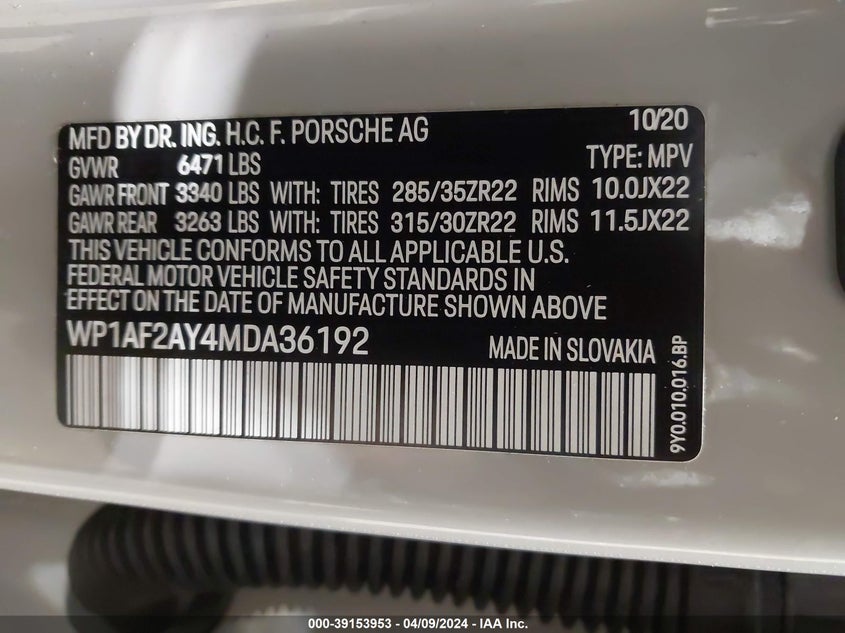 MFD BY DR. ING. H.C. F. PORSCHE AG 10/20
GVWR 6471 LBS TYPE: MPV
GAWR FRONT 3340 LBS WITH: TIRES 285/35ZR22 RIMS 10.0JX22
GAWR REAR 3263 LBS WITH: TIRES 315/30ZR22 RIMS 11.5JX22
THIS VEHICLE CONFORMS TO ALL APPLICABLE U.S.
FEDERAL MOTOR VEHICLE SAFETY STANDARDS IN
EFFECT ON THE DATE OF MANUFACTURE SHOWN ABOVE
WP1AF2AY4MDA36192 MADE IN SLOVAKIA
9Y0.010.016.BP
000-39153953 / 04/09/2024 - IAA Inc.